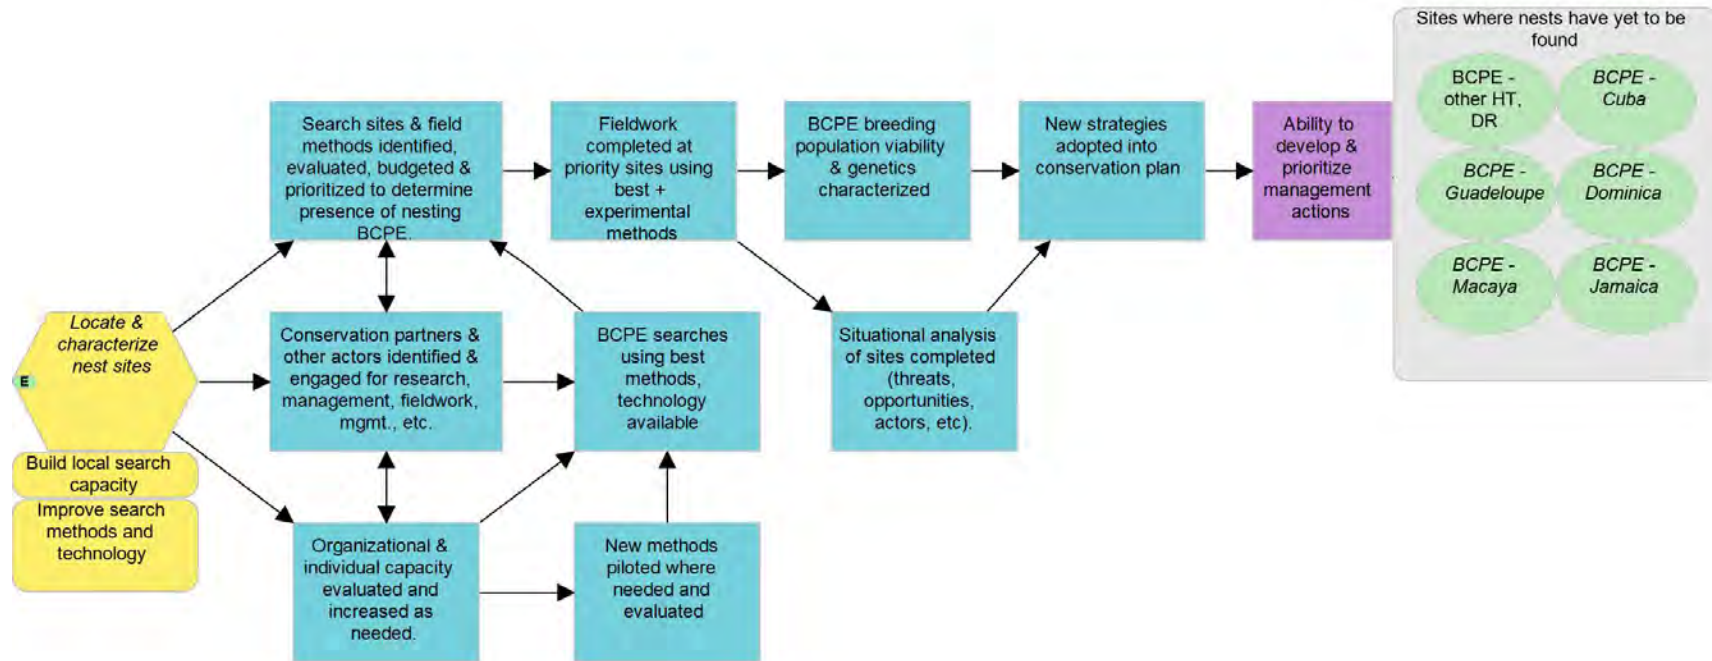 Sites where nests have yet to be
found
BCPE -
other HT,
DR
BCPE -
Cuba
BCPE -
Guadeloupe
BCPE -
Dominica
BCPE -
Macaya
BCPE -
Jamaica
Search sites & field
methods identified,
evaluated, budgeted &
prioritized to determine
presence of nesting
BCPE.
Fieldwork
completed at
priority sites using
best +
experimental
methods
BCPE breeding
population viability
& genetics
characterized
New strategies
adopted into
conservation plan
Ability to
develop &
prioritize
management
actions
Locate &
characterize
nest sites
E
Build local search
capacity
Improve search
methods and
technology
Conservation partners &
other actors identified &
engaged for research,
management, fieldwork,
mgmt., etc.
BCPE searches
using best
methods,
technology
available
Situational analysis
of sites completed
(threats,
opportunities,
actors, etc).
Organizational &
individual capacity
evaluated and
increased as
needed.
New methods
piloted where
needed and
evaluated